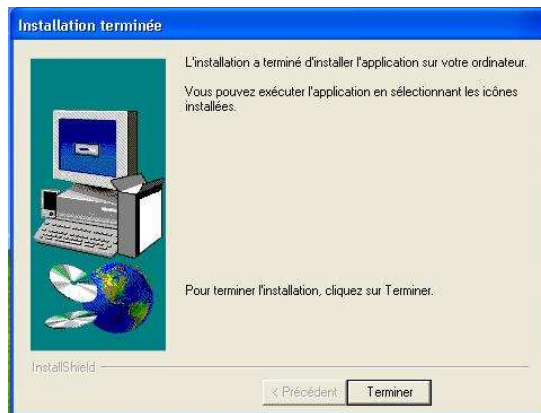 Installation terminée
L'installation a terminé d'installer l'application sur votre ordinateur.
Vous pouvez exécuter l'application en sélectionnant les icônes
installées.
Pour terminer l'installation, cliquez sur Terminer.
InstallShield
< Précédent Terminer